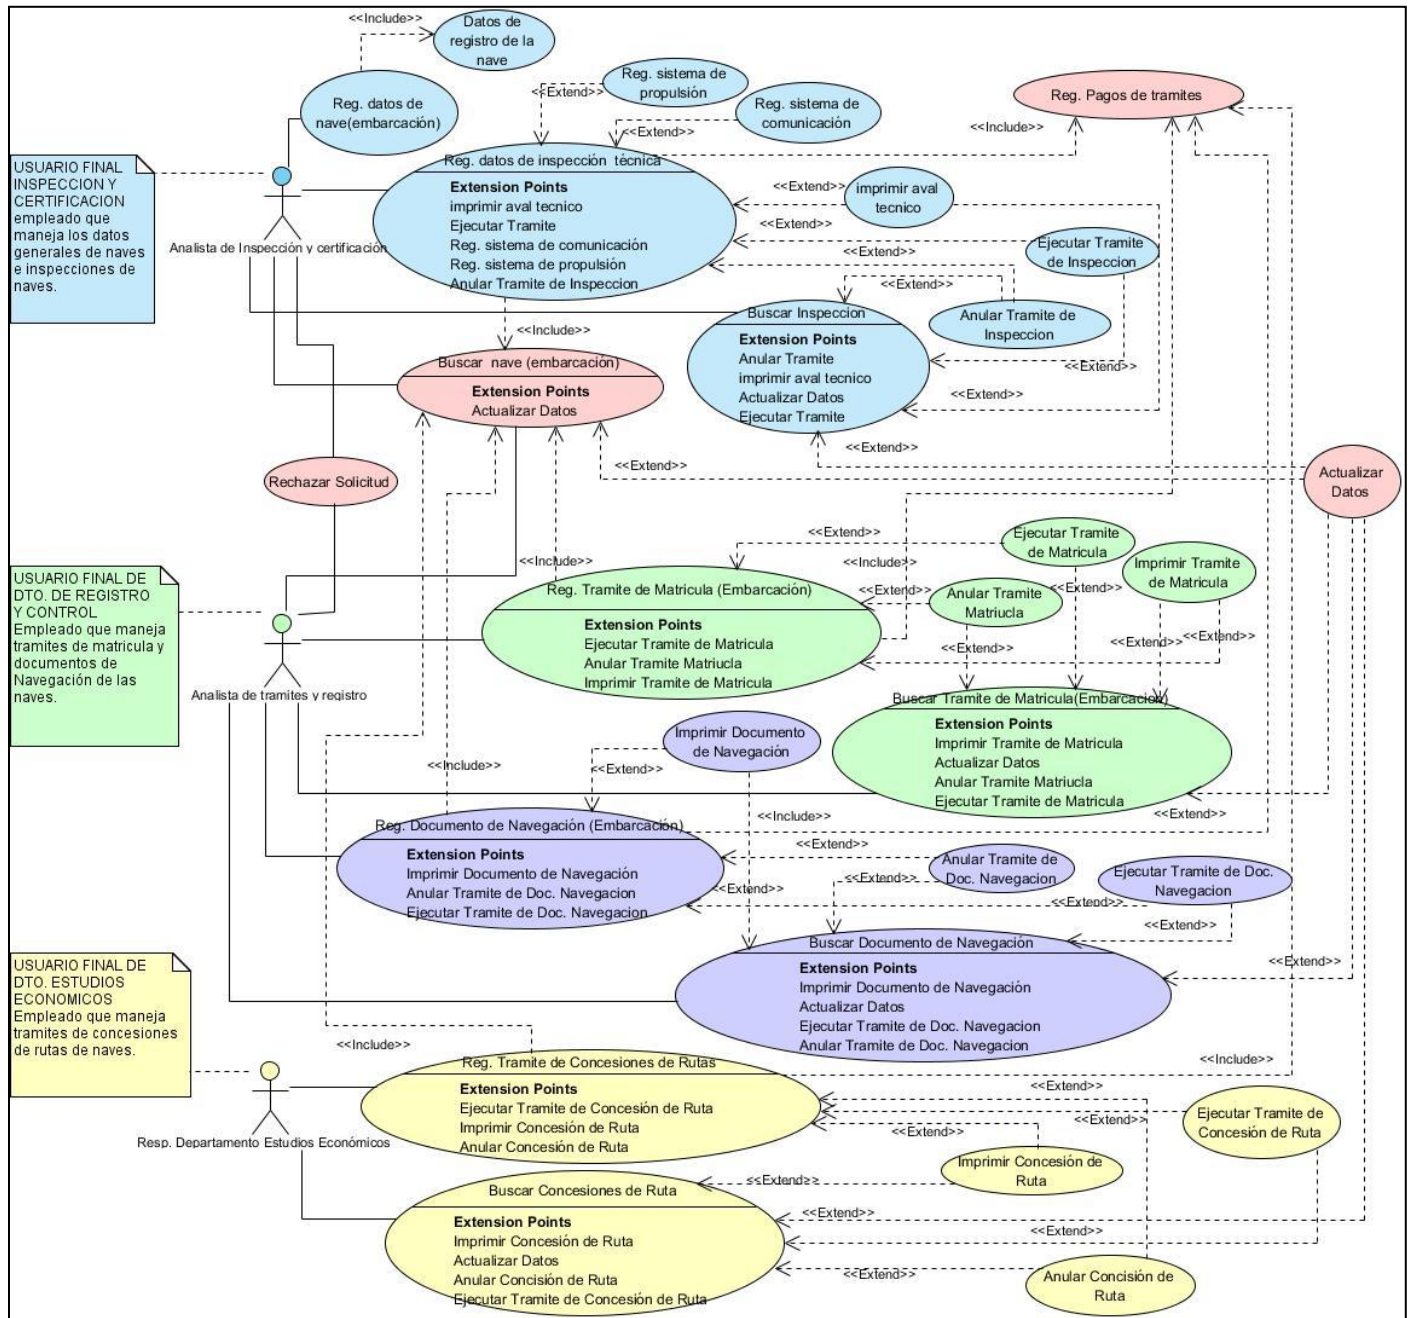 <<Include>>
Datos de
registro de la
nave
Reg. datos de
nave(embarcación)
Reg. sistema de
propulsión
<<Extend>>
Reg. sistema de
comunicación
<<Extend>>
Reg. Pagos de tramites
<<Include>>
USUARIO FINAL
INSPECCION Y
CERTIFICACION
empleado que
maneja los datos
generales de naves
e inspecciones de
naves.
Analista de Inspección y certificación
Reg. datos de inspección técnica
Extension Points
imprimir aval tecnico
Ejecutar Tramite
Reg. sistema de comunicación
Reg. sistema de propulsión
Anular Tramite de Inspeccion
<<Extend>>
imprimir aval
tecnico
<<Extend>>
Ejecutar Tramite
de Inspeccion
<<Extend>>
<<Extend>>
Anular Tramite de
Inspeccion
<<Include>>
Buscar Inspeccion
Extension Points
Anular Tramite
imprimir aval tecnico
Actualizar Datos
Ejecutar Tramite
<<Extend>>
<<Extend>>
Buscar nave (embarcación)
Extension Points
Actualizar Datos
<<Extend>>
<<Extend>>
Rechazar Solicitud
Actualizar
Datos
USUARIO FINAL DE
DTO. DE REGISTRO
Y CONTROL
Empleado que maneja
tramites de matricula y
documentos de
Navegación de las
naves.
Analista de tramites y registro
<<Include>>
<<Extend>>
Ejecutar Tramite
de Matricula
Imprimir Tramite
de Matricula
<<Include>>
<<Extend>>
Anular Tramite
Matriucla
<<Extend>>
Reg. Tramite de Matricula (Embarcación)
Extension Points
Ejecutar Tramite de Matricula
Anular Tramite Matriucla
Imprimir Tramite de Matricula
<<Extend>>
<<Extend>>
<<Extend>>
Buscar Tramite de Matricula(Embarcacion)
Extension Points
Imprimir Tramite de Matricula
Actualizar Datos
Anular Tramite Matriucla
Ejecutar Tramite de Matricula
Imprimir Documento
de Navegación
<<Include>>
<<Extend>>
<<Include>>
<<Extend>>
Reg. Documento de Navegación (Embarcación)
Extension Points
Imprimir Documento de Navegación
Anular Tramite de Doc. Navegacion
Ejecutar Tramite de Doc. Navegacion
<<Extend>>
Anular Tramite de
Doc. Navegacion
<<Extend>>
Ejecutar Tramite de Doc.
Navegacion
<<Extend>>
<<Extend>>
<<Extend>>
Buscar Documento de Navegación
Extension Points
Imprimir Documento de Navegación
Actualizar Datos
Ejecutar Tramite de Doc. Navegacion
Anular Tramite de Doc. Navegacion
<<Extend>>
USUARIO FINAL DE
DTO. ESTUDIOS
ECONOMICOS
Empleado que maneja
tramites de concesiones
de rutas de naves.
Resp. Departamento Estudios Económicos
<<Include>>
<<Include>>
Reg. Tramite de Concesiones de Rutas
Extension Points
Ejecutar Tramite de Concesión de Ruta
Imprimir Concesión de Ruta
Anular Concesión de Ruta
<<Extend>>
<<Extend>>
<<Extend>>
Ejecutar Tramite de
Concesión de Ruta
Imprimir Concesión de
Ruta
Buscar Concesiones de Ruta
Extension Points
Imprimir Concesión de Ruta
Actualizar Datos
Anular Concisión de Ruta
Ejecutar Tramite de Concesión de Ruta
<<Extend>>
<<Extend>>
<<Extend>>
<<Extend>>
Anular Concisión de
Ruta